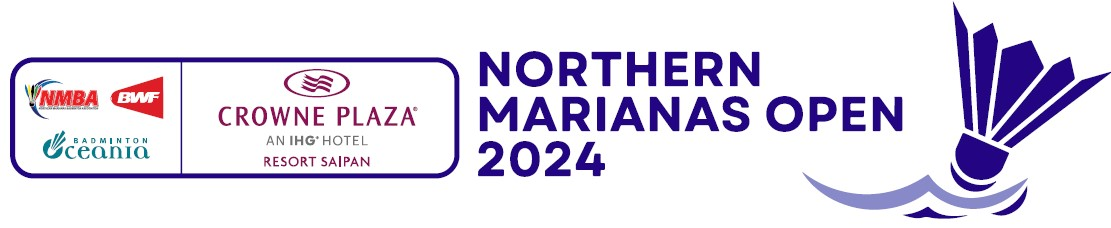 NMBA
BWF
BADMINTON
Oceania
CROWNE PLAZA®
AN IHG® HOTEL
RESORT SAIPAN
NORTHERN
MARIANAS OPEN
2024